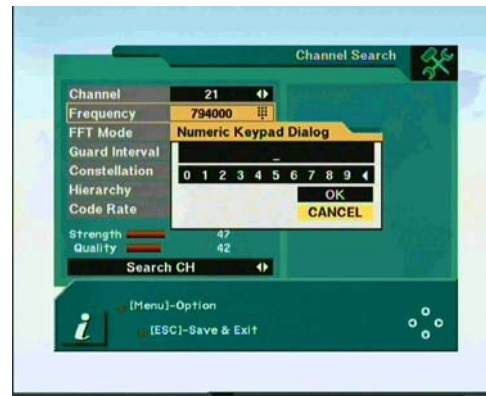 Channel Search
Channel 21
Frequency 794000
FFT Mode
Numeric Keypad Dialog
Guard Interval
_
Constellation
0 1 2 3 4 5 6 7 8 9
Hierarchy
OK
Code Rate
CANCEL
Strength 47
Quality 42
Search CH
[Menu]-Option
i
[ESC]-Save & Exit